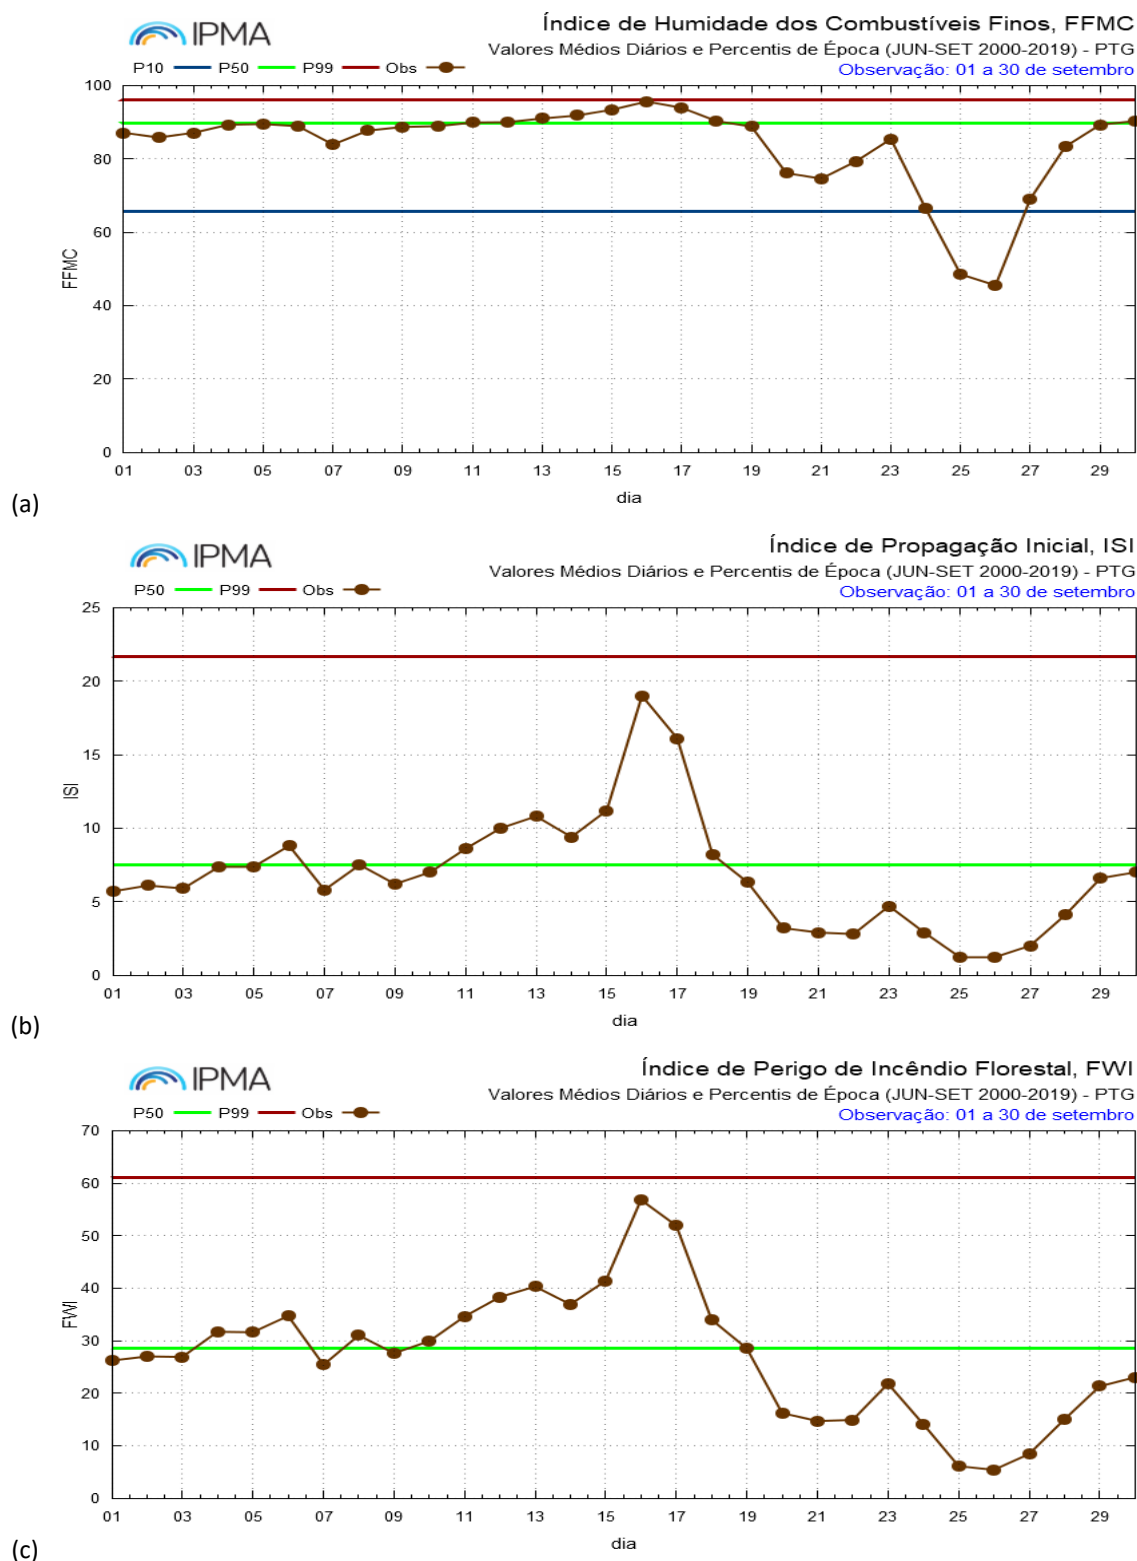 IPMA
Índice de Humidade dos Combustíveis Finos, FFMC
Valores Médios Diários e Percentis de Época (JUN-SET 2000-2019) - PTG
P10 P50 P99 Obs
Observação: 01 a 30 de setembro
100
80
60
40
20
0
FFMC
01 03 05 07 09 11 13 15 17 19 21 23 25 27 29
dia
(a)
IPMA
Índice de Propagação Inicial, ISI
Valores Médios Diários e Percentis de Época (JUN-SET 2000-2019) - PTG
P50 P99 Obs
Observação: 01 a 30 de setembro
25
20
15
10
5
0
ISI
01 03 05 07 09 11 13 15 17 19 21 23 25 27 29
dia
(b)
IPMA
Índice de Perigo de Incêndio Florestal, FWI
Valores Médios Diários e Percentis de Época (JUN-SET 2000-2019) - PTG
P50 P99 Obs
Observação: 01 a 30 de setembro
70
60
50
40
30
20
10
0
FWI
01 03 05 07 09 11 13 15 17 19 21 23 25 27 29
dia
(c)